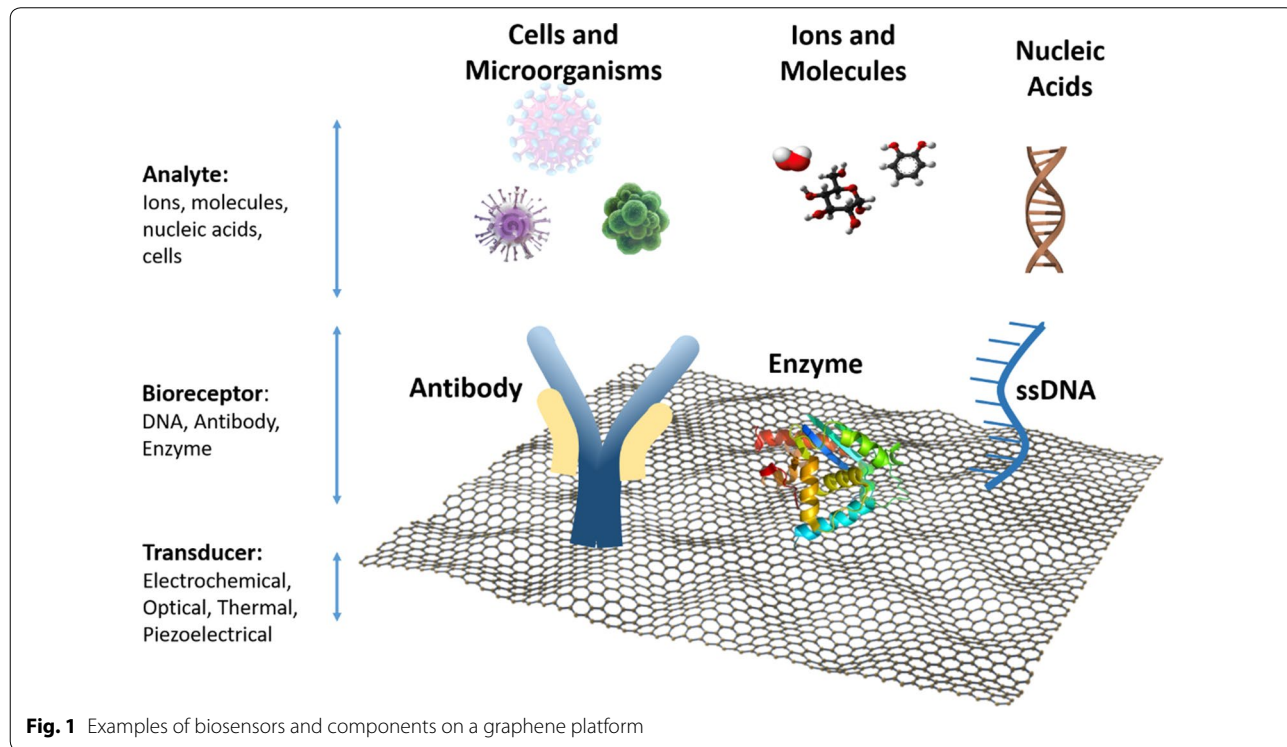 Cells and
Microorganisms
Ions and
Molecules
Nucleic
Acids
Analyte:
Ions, molecules,
nucleic acids,
cells
Bioreceptor:
DNA, Antibody,
Enzyme
Antibody
Enzyme
ssDNA
Transducer:
Electrochemical,
Optical, Thermal,
Piezoelectrical
Fig. 1 Examples of biosensors and components on a graphene platform